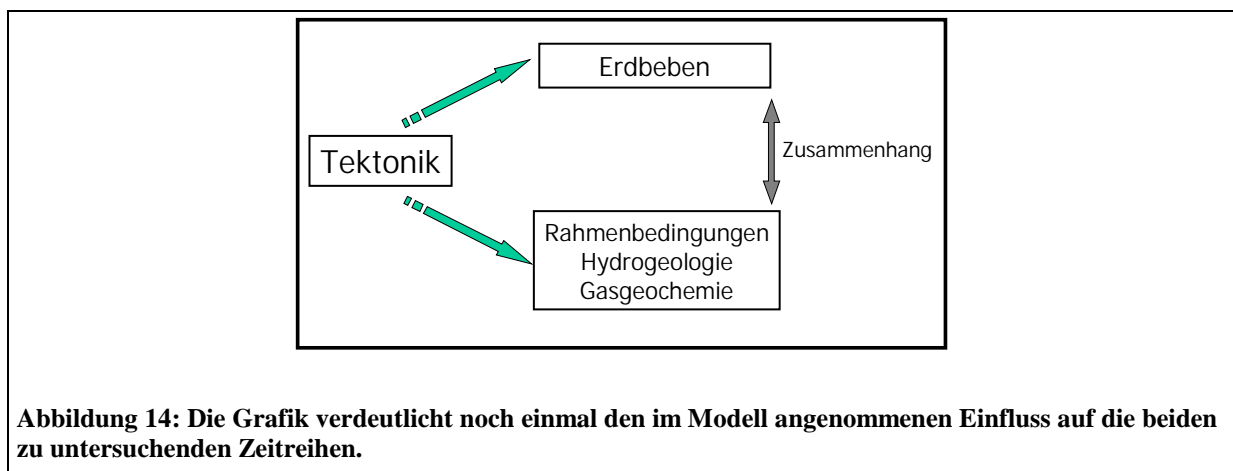 Erdbeben
Tektonik
Zusammenhang
Rahmenbedingungen
Hydrogeologie
Gasgeochemie
Abbildung 14: Die Grafik verdeutlicht noch einmal den im Modell angenommenen Einfluss auf die beiden
zu untersuchenden Zeitreihen.